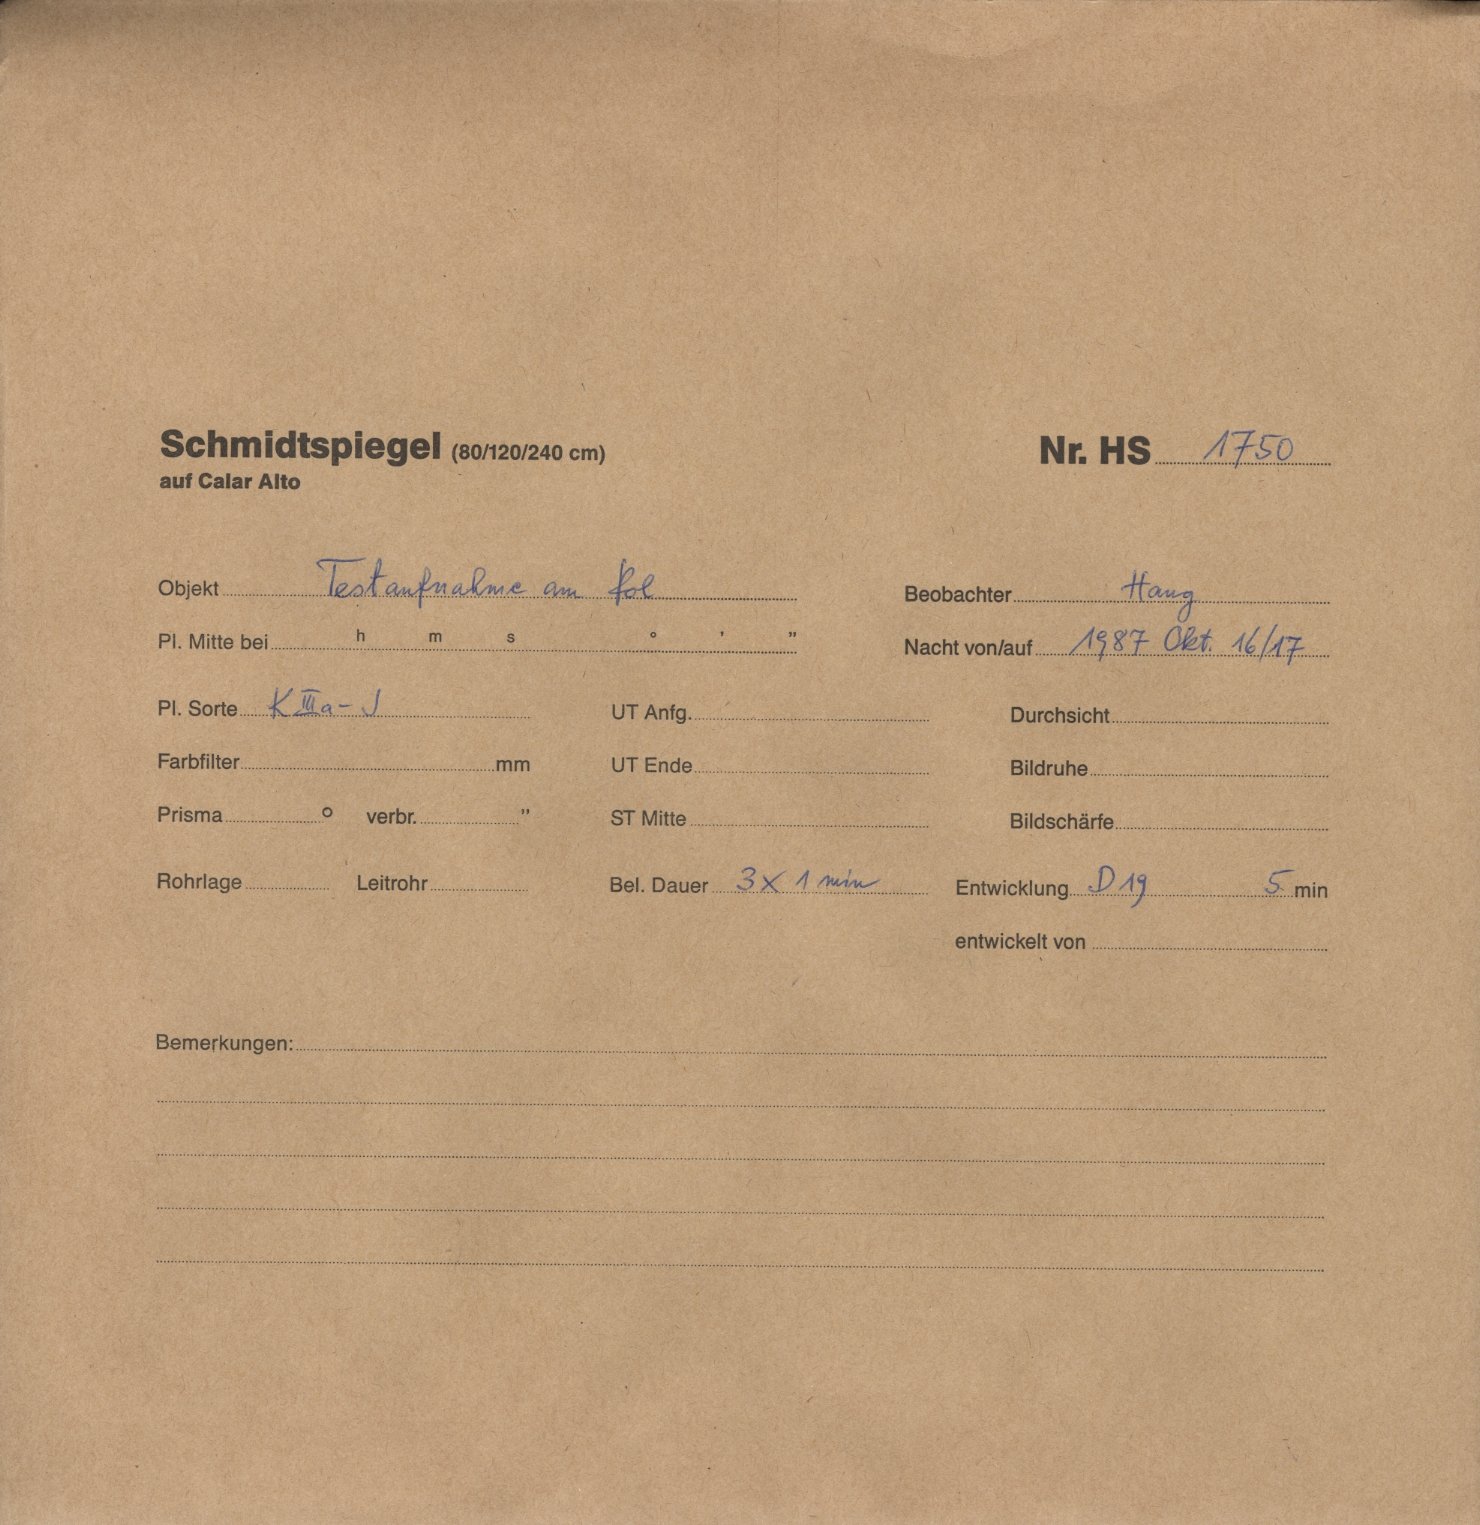 Schmidtspiegel (80/120/240 cm)
auf Calar Alto
Nr. HS 1750
Objekt Testaufnahme am Pol
Beobachter Haug
Pl. Mitte bei h m s ° ' "
Nacht von/auf 1987 Okt. 16/17
Pl. Sorte K IIIa-J UT Anfg. Durchsicht
Farbfilter mm UT Ende Bildruhe
Prisma ° verbr. " ST Mitte Bildschärfe
Rohrlage Leitrohr Bel. Dauer 3 x 1 min Entwicklung D 19 5 min
entwickelt von
Bemerkungen: